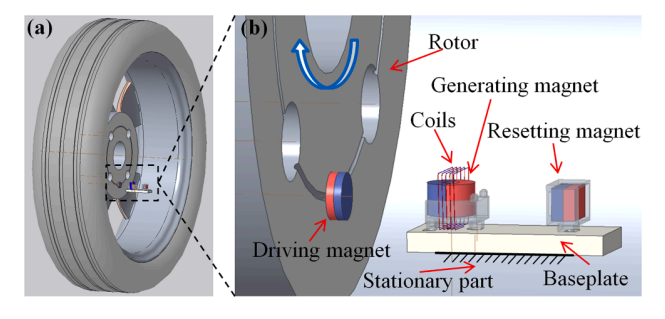 (a)
(b)
Rotor
Generating magnet
Coils
Resetting magnet
Driving magnet
Stationary part
Baseplate